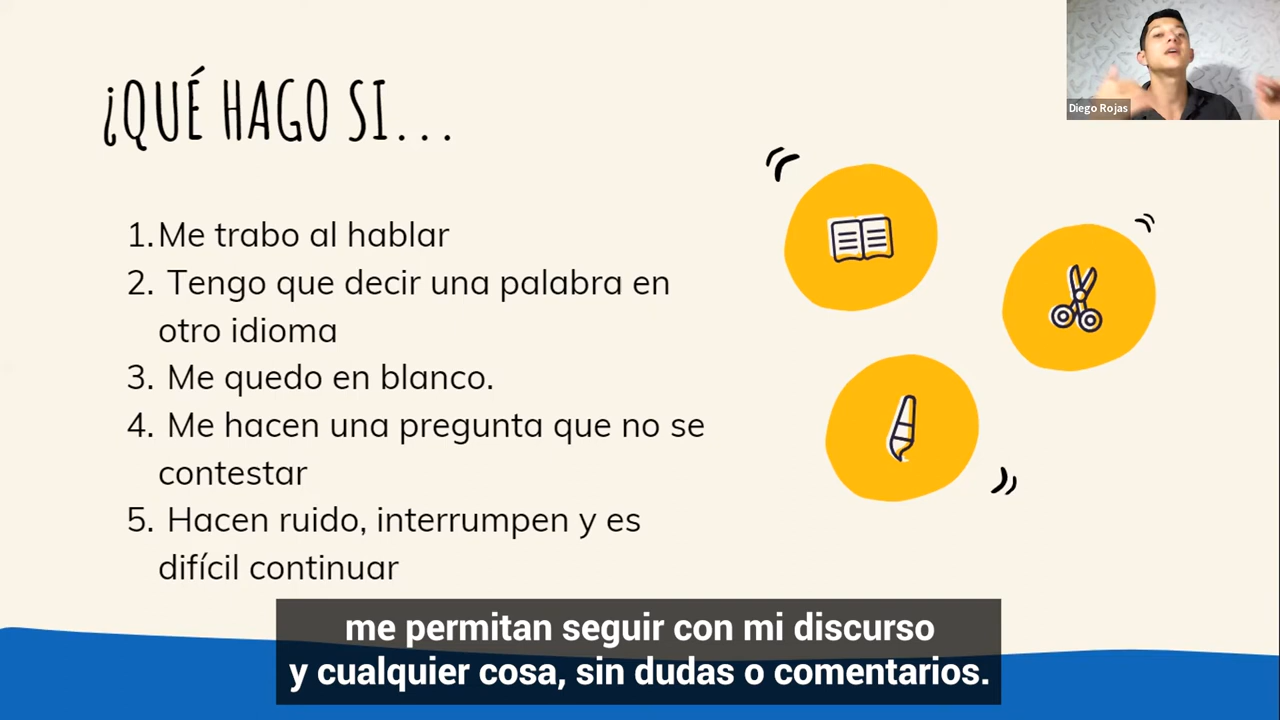 ¿QUÉ HAGO SI...
Diego Rojas
1. Me trabo al hablar
2. Tengo que decir una palabra en
otro idioma
3. Me quedo en blanco.
4. Me hacen una pregunta que no se
contestar
5. Hacen ruido, interrumpen y es
difícil continuar
me permitan seguir con mi discurso
y cualquier cosa, sin dudas o comentarios.